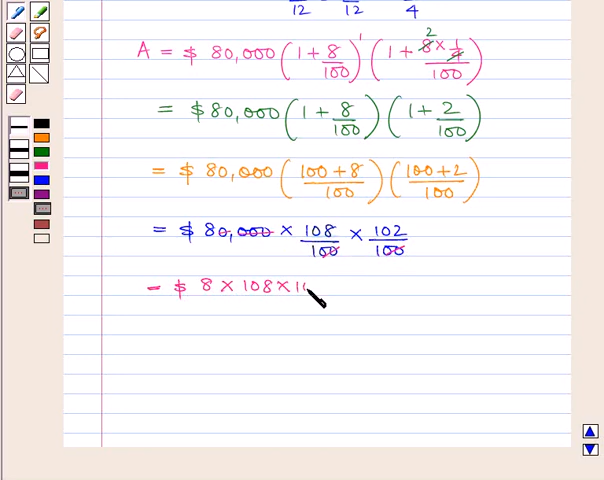 12 12 4
A = $ 80,000 (1 + 8/100)^1 (1 + 8 × 1/4 / 100) 2
= $ 80,000 (1 + 8/100) (1 + 2/100)
= $ 80,000 (100 + 8/100) (100 + 2/100)
= $ 80,000 × 108/100 × 102/100
- $ 8 × 108 × 1